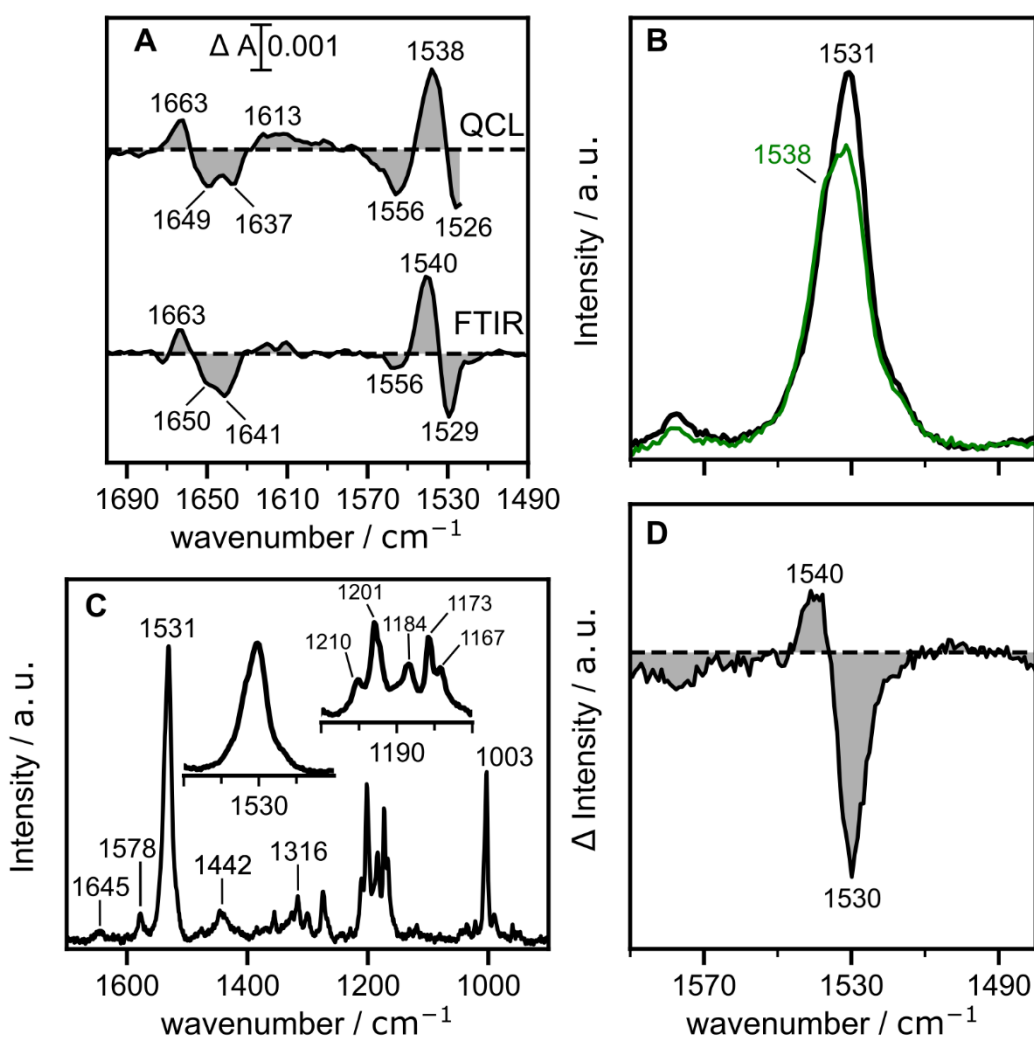 A
Δ A 0.001
1538
1663
1613
QCL
1649
1637
1556
1526
1540
1663
FTIR
1650
1641
1556
1529
1690 1650 1610 1570 1530 1490
wavenumber / cm⁻¹
B
1531
1538
Intensity / a. u.
C
1531
1201
1210
1184
1173
1167
1190
1003
1530
1578
1645
1442
1316
Intensity / a. u.
1600 1400 1200 1000
wavenumber / cm⁻¹
D
1540
1530
Δ Intensity / a. u.
1570 1530 1490
wavenumber / cm⁻¹